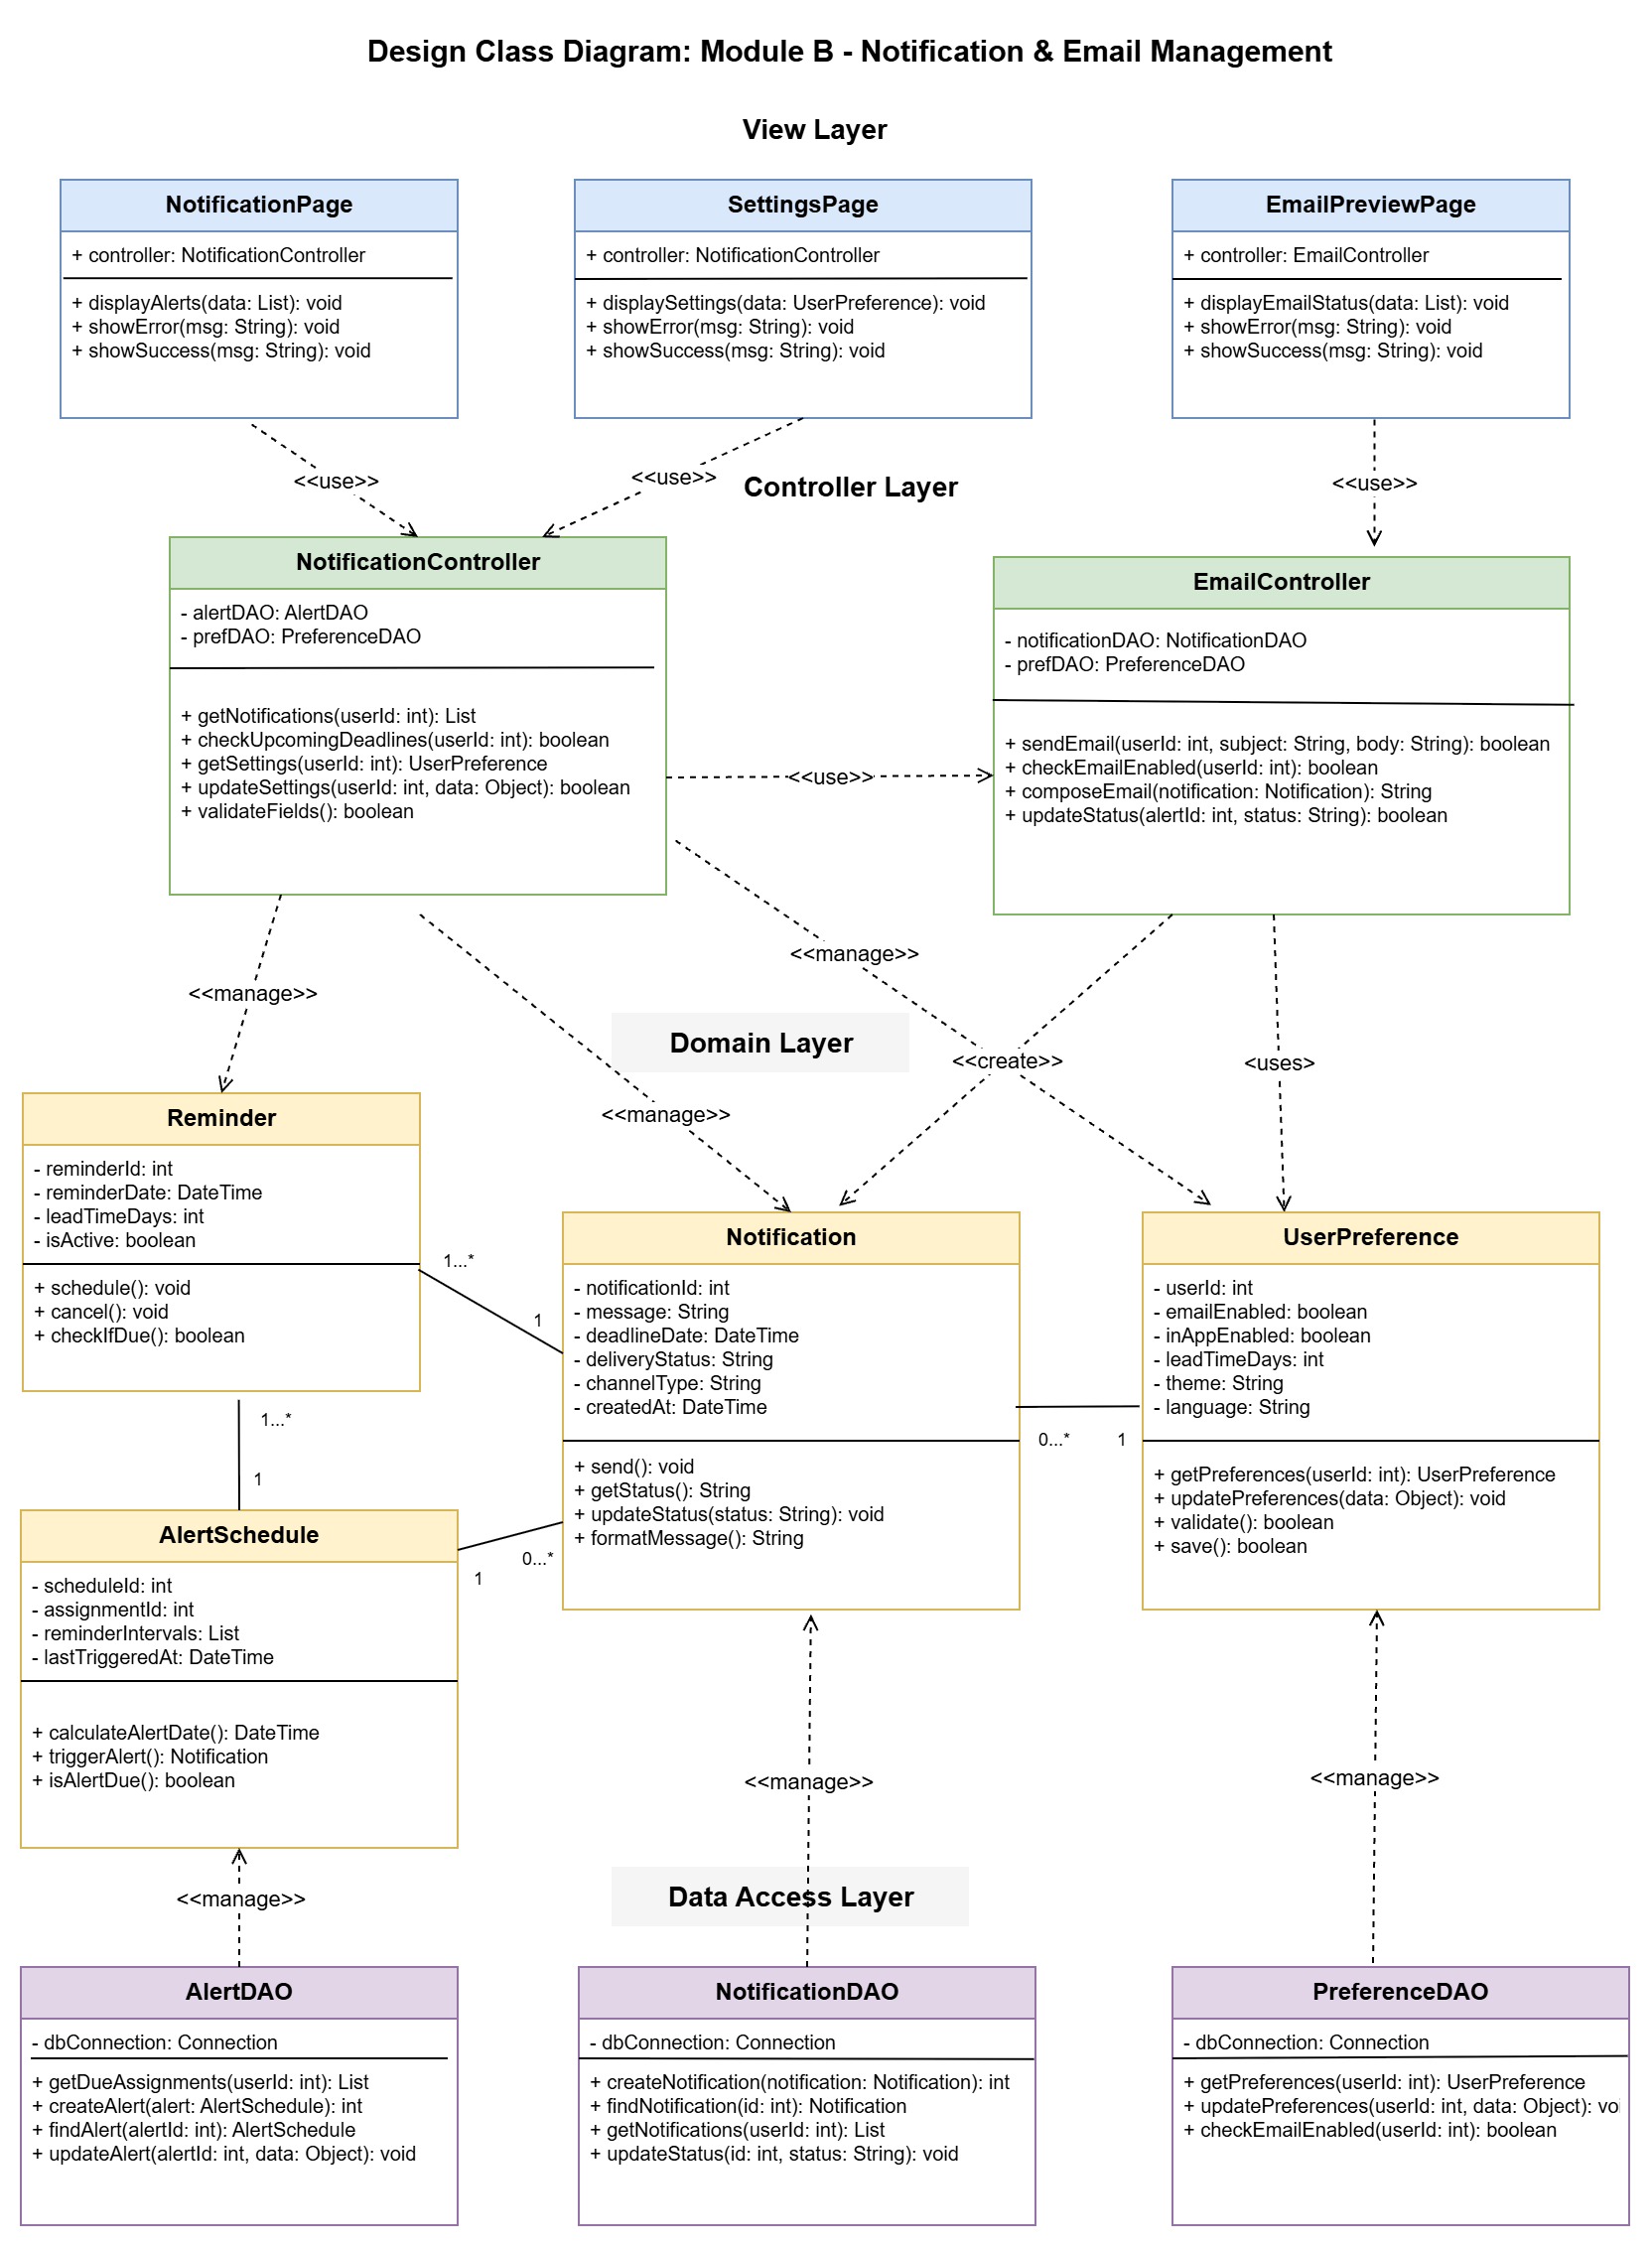 Design Class Diagram: Module B - Notification & Email Management
View Layer
NotificationPage
+ controller: NotificationController
+ displayAlerts(data: List): void
+ showError(msg: String): void
+ showSuccess(msg: String): void
SettingsPage
+ controller: NotificationController
+ displaySettings(data: UserPreference): void
+ showError(msg: String): void
+ showSuccess(msg: String): void
EmailPreviewPage
+ controller: EmailController
+ displayEmailStatus(data: List): void
+ showError(msg: String): void
+ showSuccess(msg: String): void
<<use>>
<<use>>
Controller Layer
<<use>>
NotificationController
- alertDAO: AlertDAO
- prefDAO: PreferenceDAO
+ getNotifications(userId: int): List
+ checkUpcomingDeadlines(userId: int): boolean
+ getSettings(userId: int): UserPreference
+ updateSettings(userId: int, data: Object): boolean
+ validateFields(): boolean
<<use>>
EmailController
- notificationDAO: NotificationDAO
- prefDAO: PreferenceDAO
+ sendEmail(userId: int, subject: String, body: String): boolean
+ checkEmailEnabled(userId: int): boolean
+ composeEmail(notification: Notification): String
+ updateStatus(alertId: int, status: String): boolean
<<manage>>
<<manage>>
Domain Layer
<<create>>
<uses>
<<manage>>
Reminder
- reminderId: int
- reminderDate: DateTime
- leadTimeDays: int
- isActive: boolean
+ schedule(): void
+ cancel(): void
+ checkIfDue(): boolean
1...*
1
Notification
- notificationId: int
- message: String
- deadlineDate: DateTime
- deliveryStatus: String
- channelType: String
- createdAt: DateTime
+ send(): void
+ getStatus(): String
+ updateStatus(status: String): void
+ formatMessage(): String
0...*
1
UserPreference
- userId: int
- emailEnabled: boolean
- inAppEnabled: boolean
- leadTimeDays: int
- theme: String
- language: String
+ getPreferences(userId: int): UserPreference
+ updatePreferences(data: Object): void
+ validate(): boolean
+ save(): boolean
1...*
1
AlertSchedule
- scheduleId: int
- assignmentId: int
- reminderIntervals: List
- lastTriggeredAt: DateTime
+ calculateAlertDate(): DateTime
+ triggerAlert(): Notification
+ isAlertDue(): boolean
0...*
1
<<manage>>
<<manage>>
<<manage>>
Data Access Layer
AlertDAO
- dbConnection: Connection
+ getDueAssignments(userId: int): List
+ createAlert(alert: AlertSchedule): int
+ findAlert(alertId: int): AlertSchedule
+ updateAlert(alertId: int, data: Object): void
NotificationDAO
- dbConnection: Connection
+ createNotification(notification: Notification): int
+ findNotification(id: int): Notification
+ getNotifications(userId: int): List
+ updateStatus(id: int, status: String): void
PreferenceDAO
- dbConnection: Connection
+ getPreferences(userId: int): UserPreference
+ updatePreferences(userId: int, data: Object): voi
+ checkEmailEnabled(userId: int): boolean